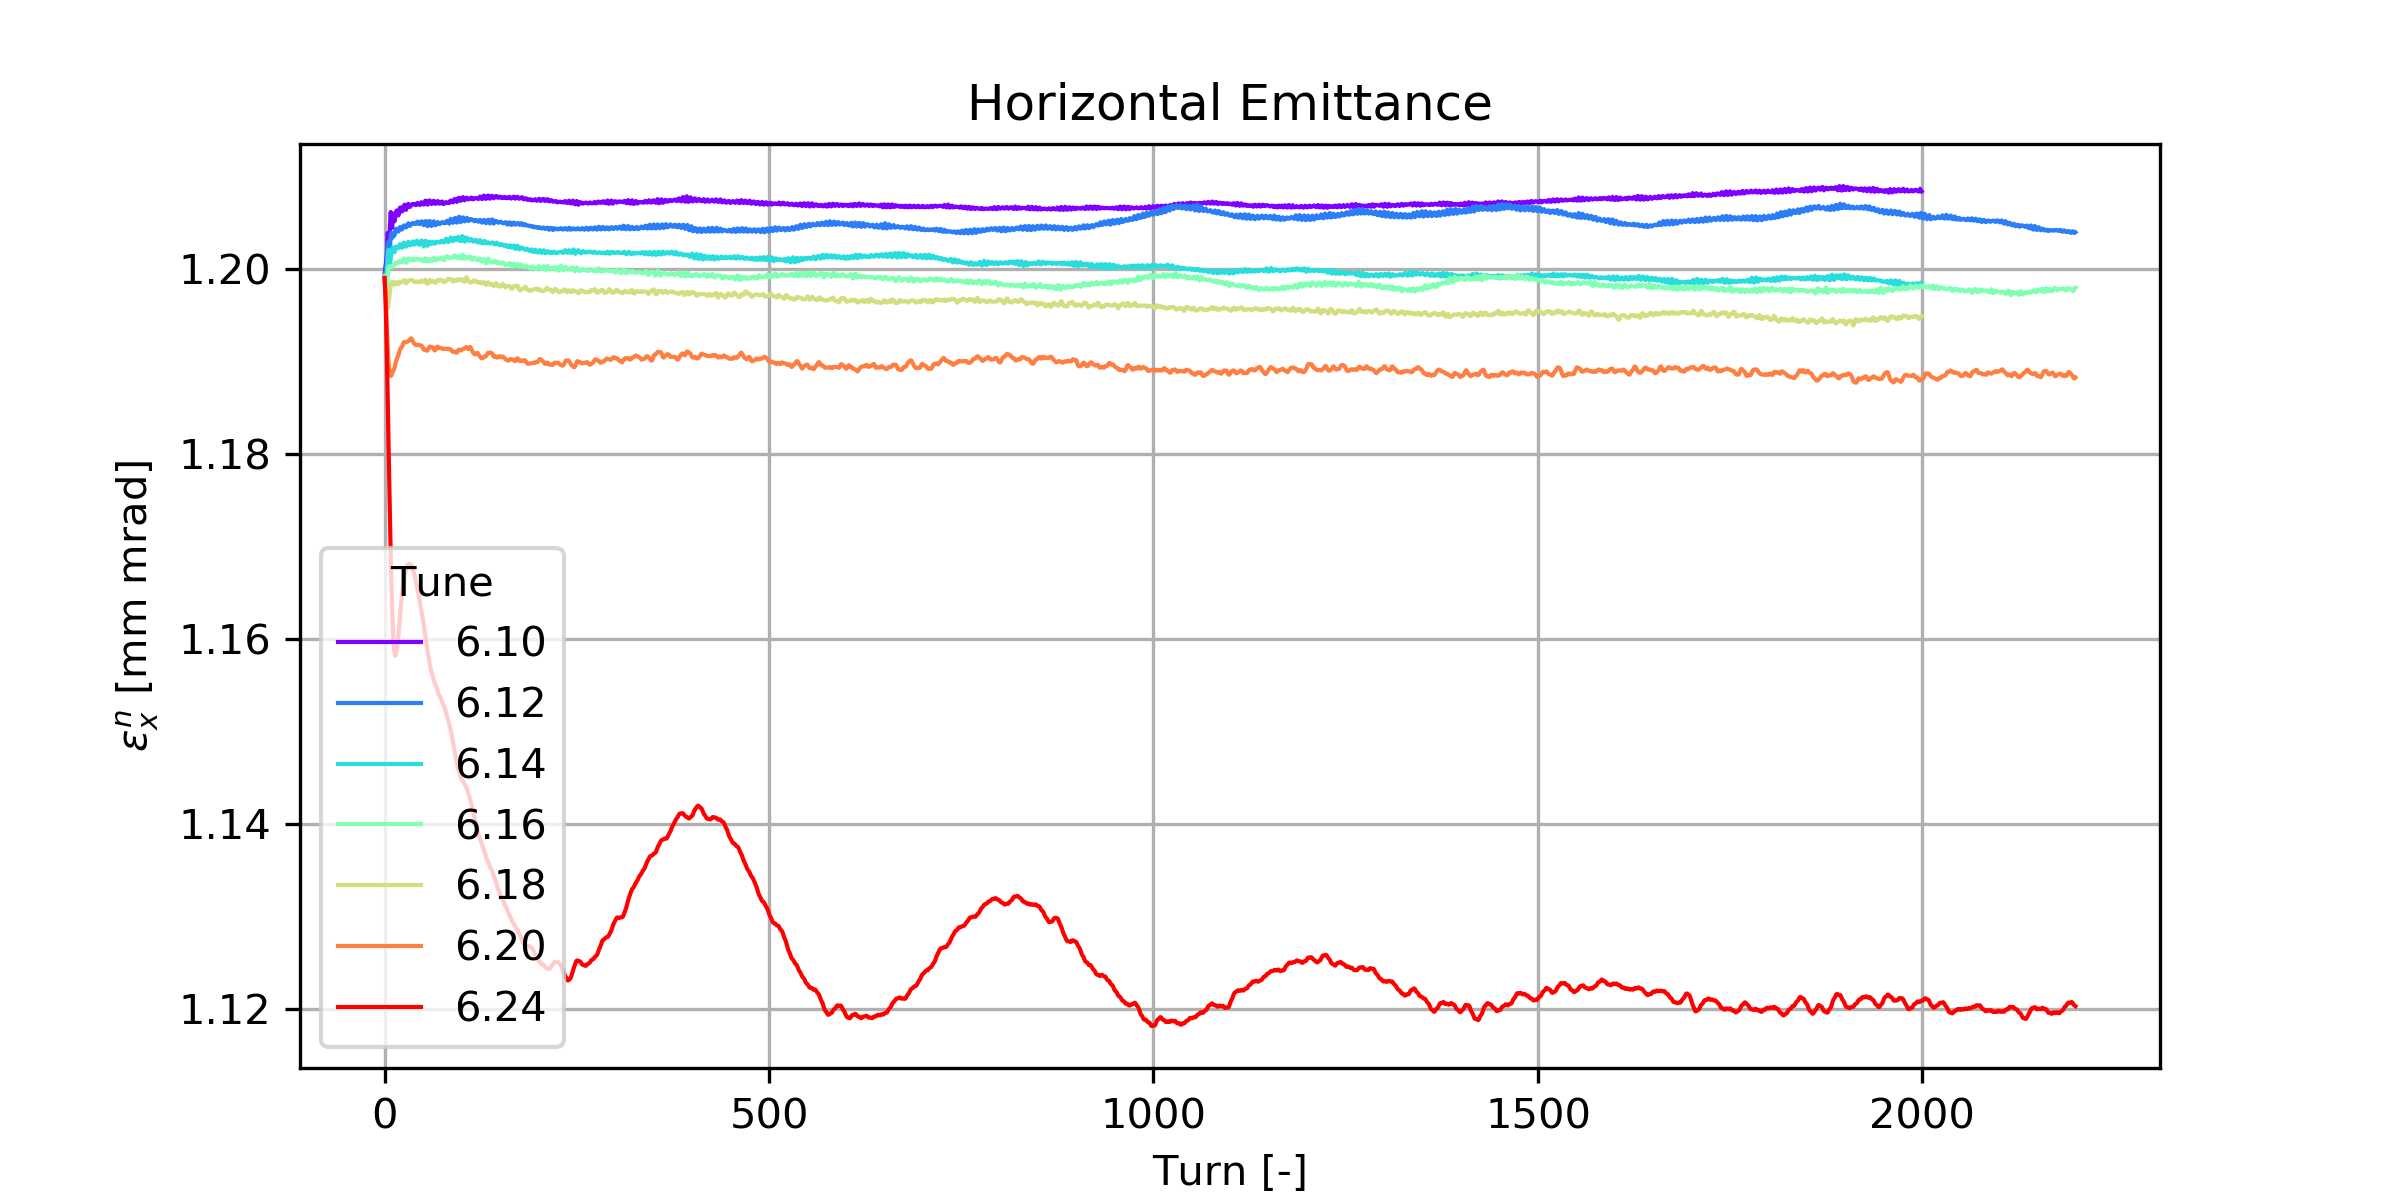 Horizontal Emittance
ε_x^n [mm mrad]
1.20
1.18
1.16
1.14
1.12
Tune
6.10
6.12
6.14
6.16
6.18
6.20
6.24
0 500 1000 1500 2000
Turn [-]